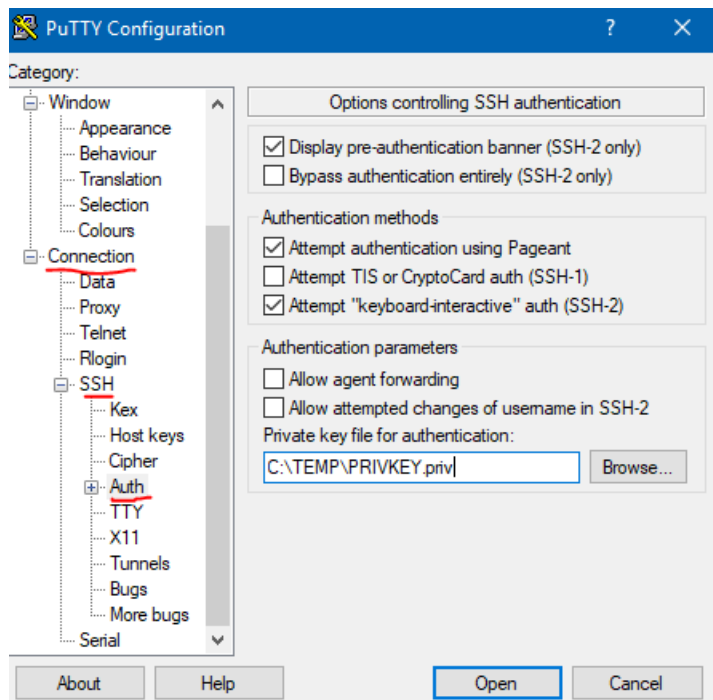 PuTTY Configuration
?
Category:
Window
Appearance
Behaviour
Translation
Selection
Colours
Connection
Data
Proxy
Telnet
Rlogin
SSH
Kex
Host keys
Cipher
Auth
TTY
X11
Tunnels
Bugs
More bugs
Serial
Options controlling SSH authentication
Display pre-authentication banner (SSH-2 only)
Bypass authentication entirely (SSH-2 only)
Authentication methods
Attempt authentication using Pageant
Attempt TIS or CryptoCard auth (SSH-1)
Attempt "keyboard-interactive" auth (SSH-2)
Authentication parameters
Allow agent forwarding
Allow attempted changes of username in SSH-2
Private key file for authentication:
C:\TEMP\PRIVKEY.priv
Browse...
About
Help
Open
Cancel